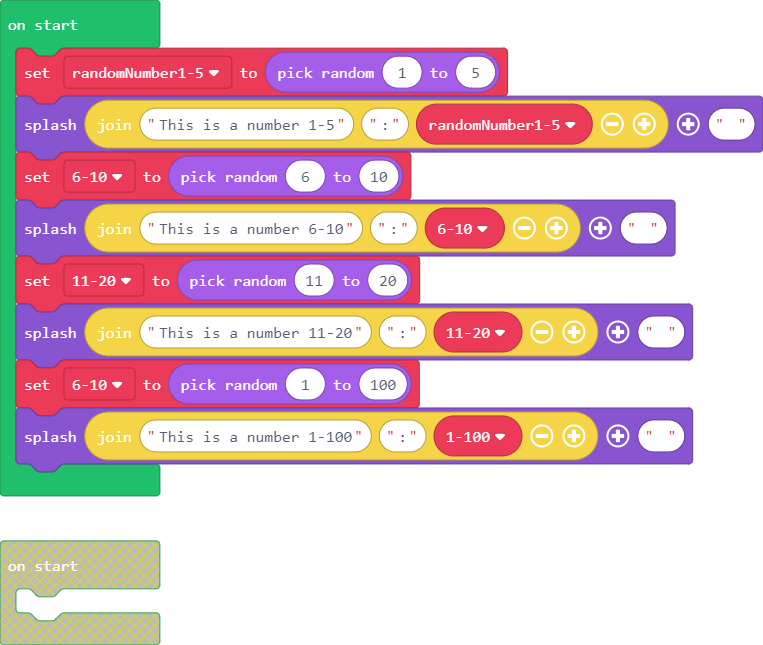 on start
set randomNumber1-5 to pick random 1 to 5
splash join "This is a number 1-5" ":" randomNumber1-5 " "
set 6-10 to pick random 6 to 10
splash join "This is a number 6-10" ":" 6-10 " "
set 11-20 to pick random 11 to 20
splash join "This is a number 11-20" ":" 11-20 " "
set 6-10 to pick random 1 to 100
splash join "This is a number 1-100" ":" 1-100 " "
on start